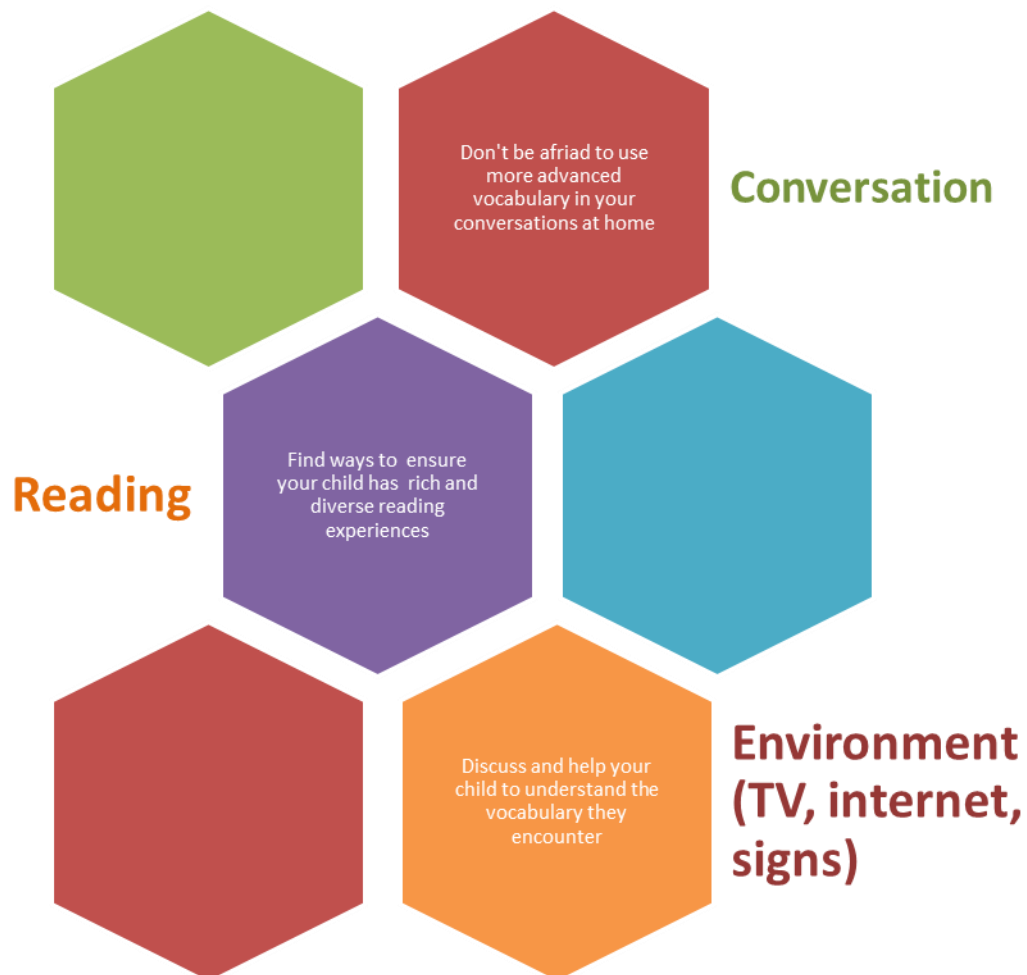 Don't be afriad to use
more advanced
vocabulary in your
conversations at home
Conversation
Reading
Find ways to ensure
your child has rich and
diverse reading
experiences
Discuss and help your
child to understand the
vocabulary they
encounter
Environment
(TV, internet,
signs)